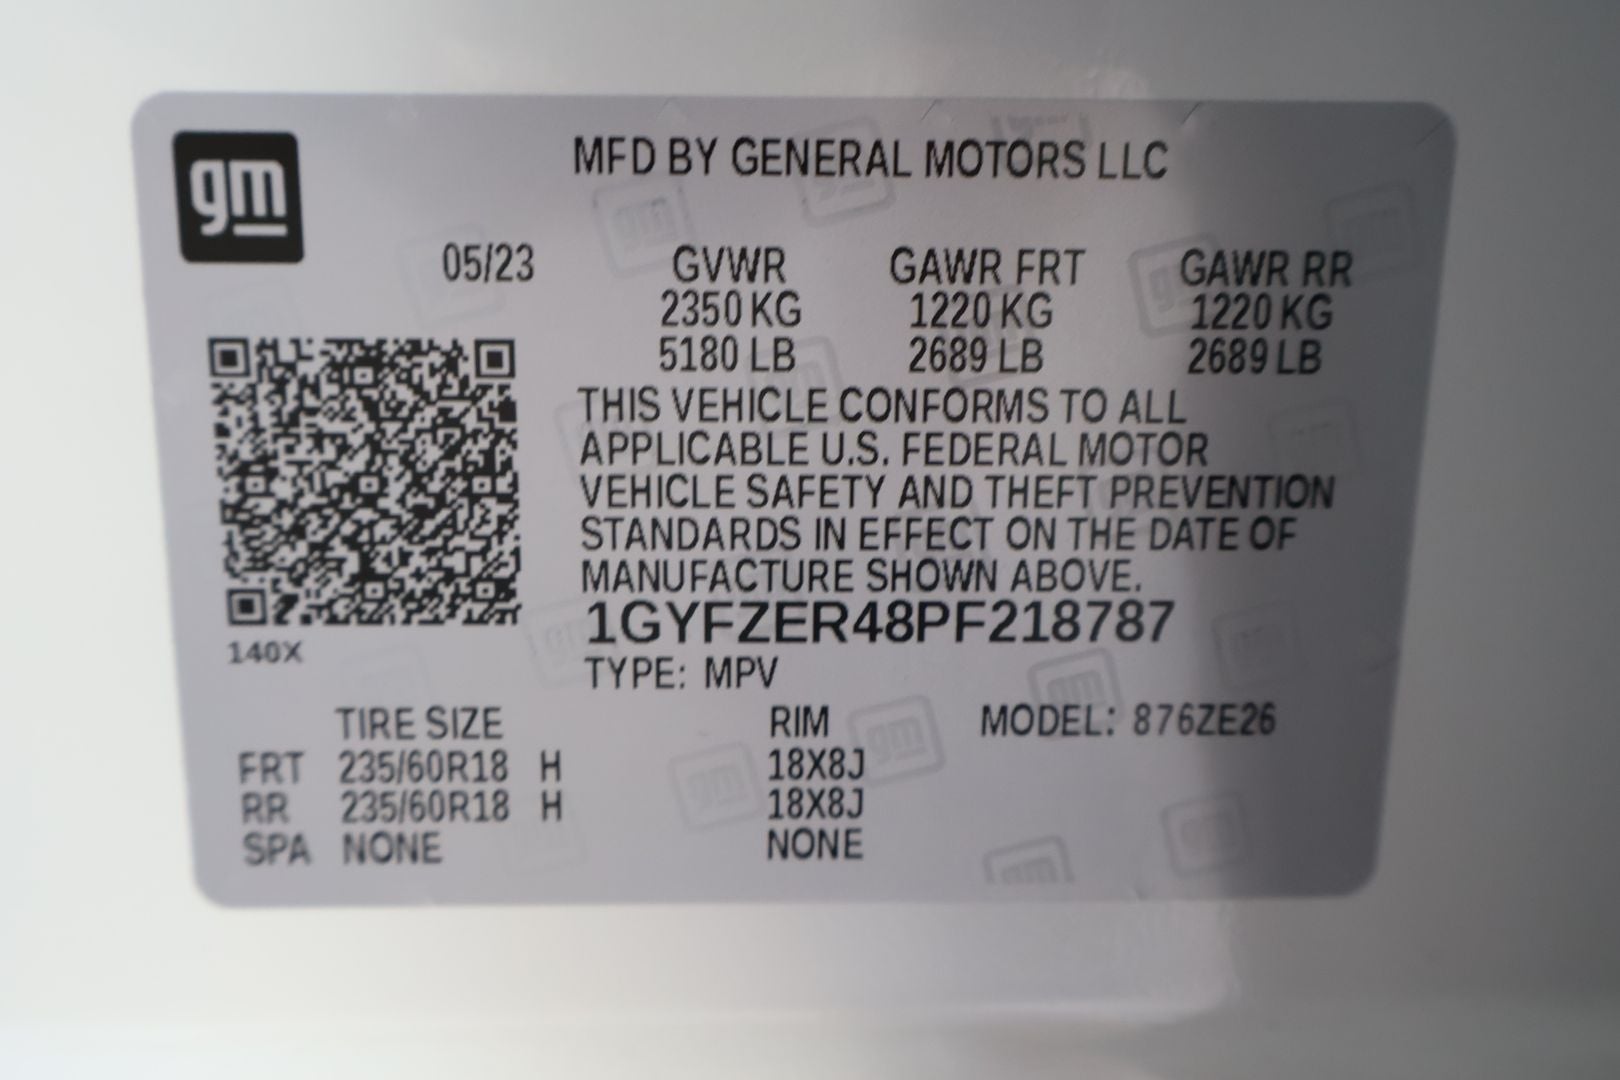 gm
MFD BY GENERAL MOTORS LLC
05/23 GVWR GAWR FRT GAWR RR
2350 KG 1220 KG 1220 KG
5180 LB 2689 LB 2689 LB
THIS VEHICLE CONFORMS TO ALL
APPLICABLE U.S. FEDERAL MOTOR
VEHICLE SAFETY AND THEFT PREVENTION
STANDARDS IN EFFECT ON THE DATE OF
MANUFACTURE SHOWN ABOVE.
1GYFZER48PF218787
140X
TYPE: MPV
TIRE SIZE RIM MODEL: 876ZE26
FRT 235/60R18 H 18X8J
RR 235/60R18 H 18X8J
SPA NONE NONE